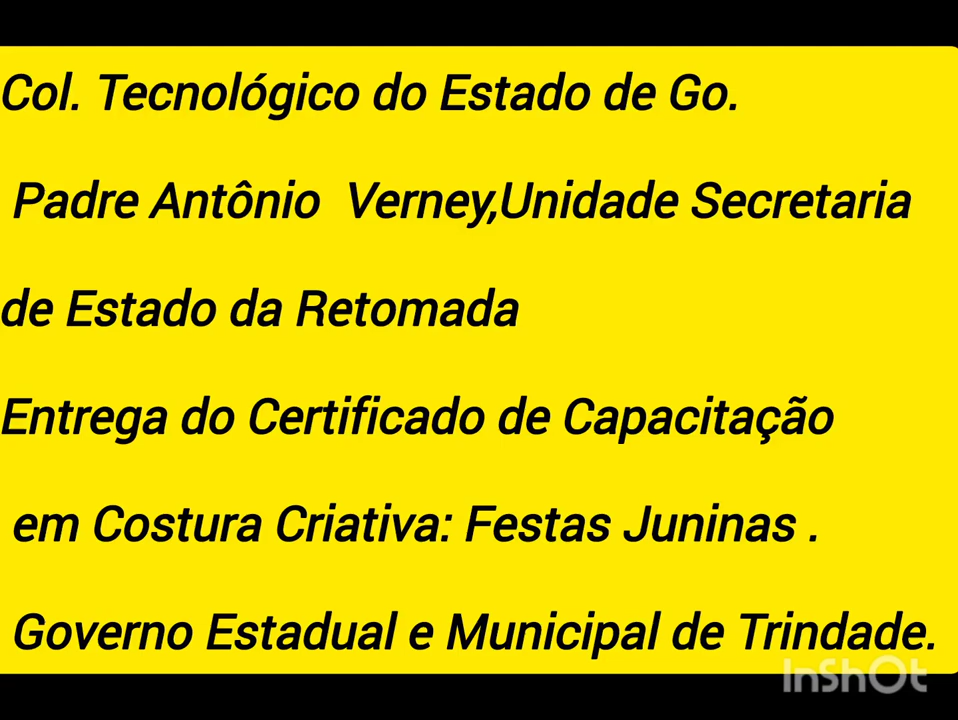 Col. Tecnológico do Estado de Go.
Padre Antônio Verney,Unidade Secretaria
de Estado da Retomada
Entrega do Certificado de Capacitação
em Costura Criativa: Festas Juninas .
Governo Estadual e Municipal de Trindade.
InShOt